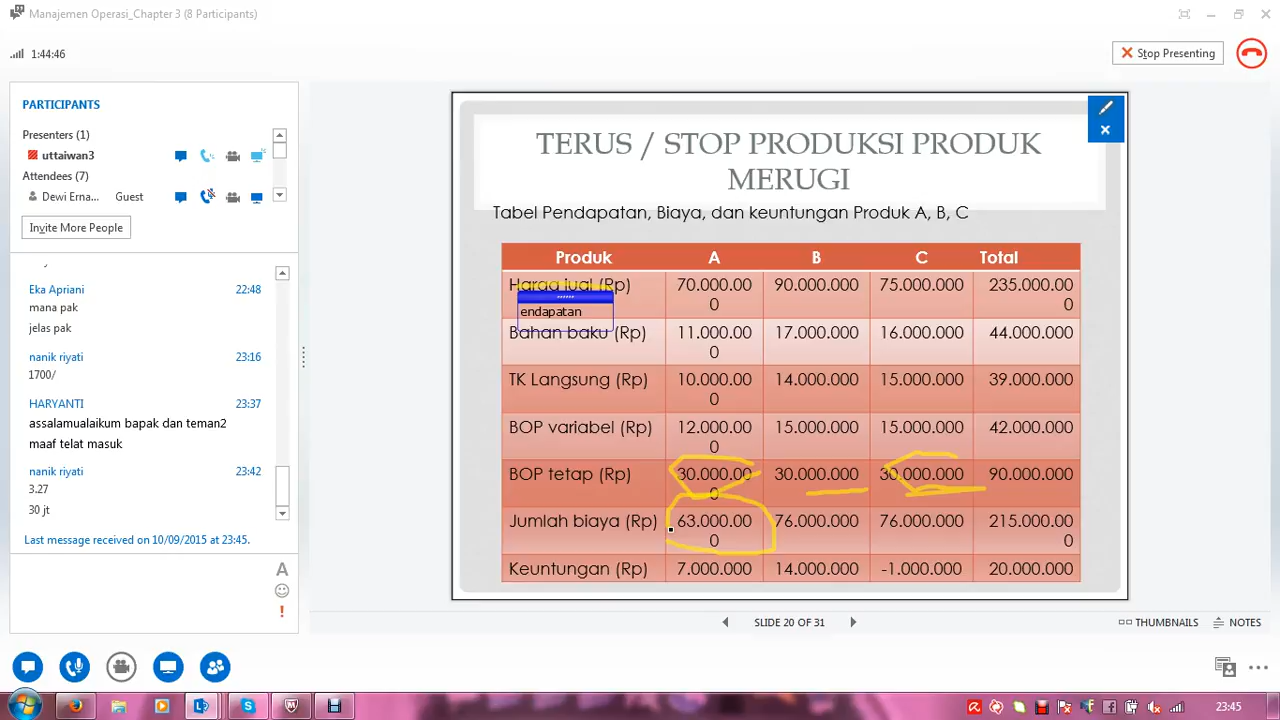 Manajemen Operasi_Chapter 3 (8 Participants)
1:44:46
Stop Presenting
PARTICIPANTS
Presenters (1)
uttaiwan3
Attendees (7)
Dewi Erna... Guest
Invite More People
Eka Apriani 22:48
mana pak
jelas pak
nanik riyati 23:16
1700/
HARYANTI 23:37
assalamualaikum bapak dan teman2
maaf telat masuk
nanik riyati 23:42
3.27
30 jt
Last message received on 10/09/2015 at 23:45.
TERUS / STOP PRODUKSI PRODUK
MERUGI
Tabel Pendapatan, Biaya, dan keuntungan Produk A, B, C
Produk A B C Total
Harga jual (Rp) 70.000.000 90.000.000 75.000.000 235.000.000
endapatan
Bahan baku (Rp) 11.000.000 17.000.000 16.000.000 44.000.000
TK Langsung (Rp) 10.000.000 14.000.000 15.000.000 39.000.000
BOP variabel (Rp) 12.000.000 15.000.000 15.000.000 42.000.000
BOP tetap (Rp) 30.000.000 30.000.000 30.000.000 90.000.000
Jumlah biaya (Rp) 63.000.000 76.000.000 76.000.000 215.000.000
Keuntungan (Rp) 7.000.000 14.000.000 -1.000.000 20.000.000
SLIDE 20 OF 31
THUMBNAILS
NOTES
23:45